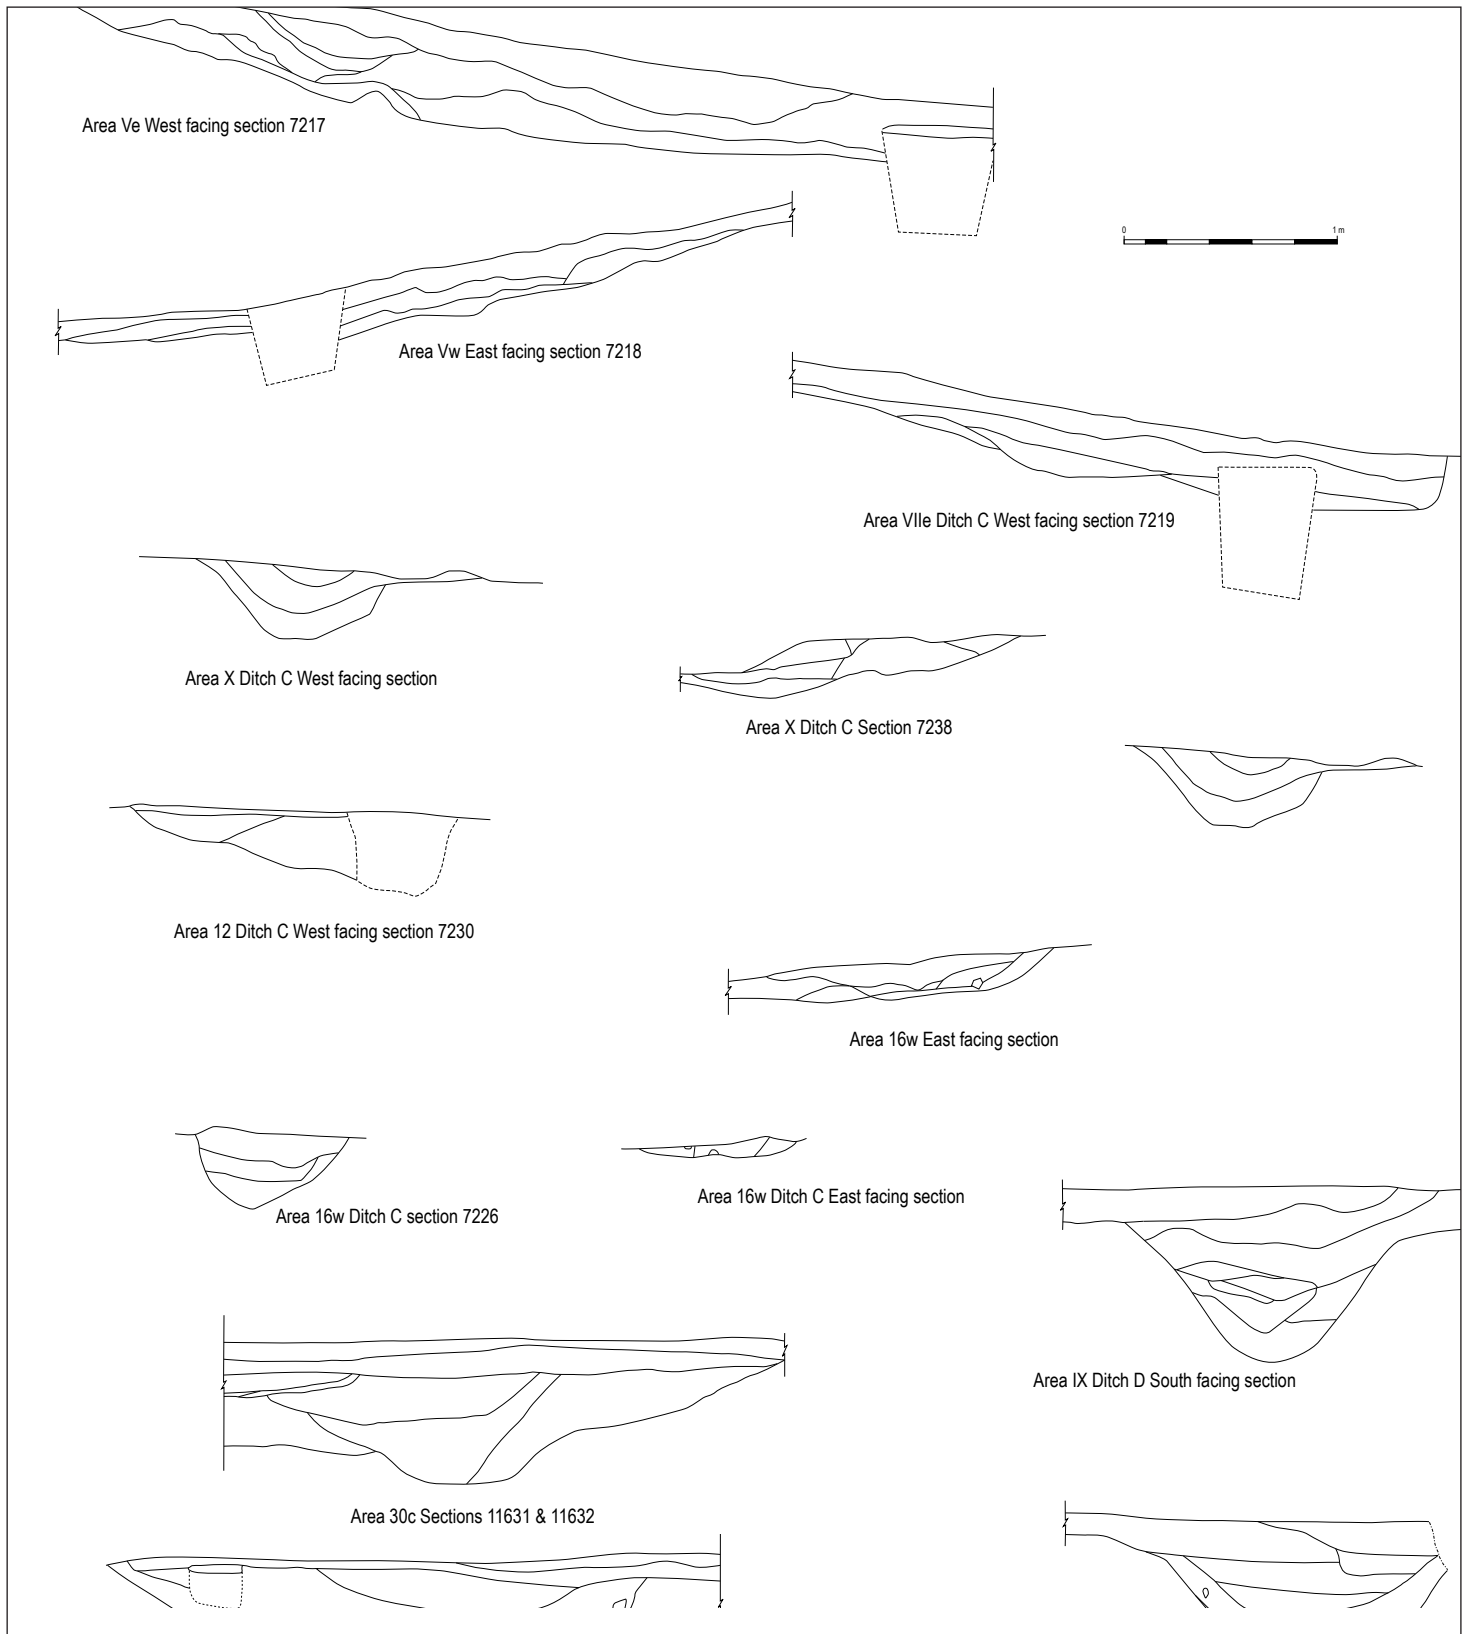 Area Ve West facing section 7217
0 1 m
Area Vw East facing section 7218
Area VIIe Ditch C West facing section 7219
Area X Ditch C West facing section
Area X Ditch C Section 7238
Area 12 Ditch C West facing section 7230
Area 16w East facing section
Area 16w Ditch C East facing section
Area 16w Ditch C section 7226
Area IX Ditch D South facing section
Area 30c Sections 11631 & 11632